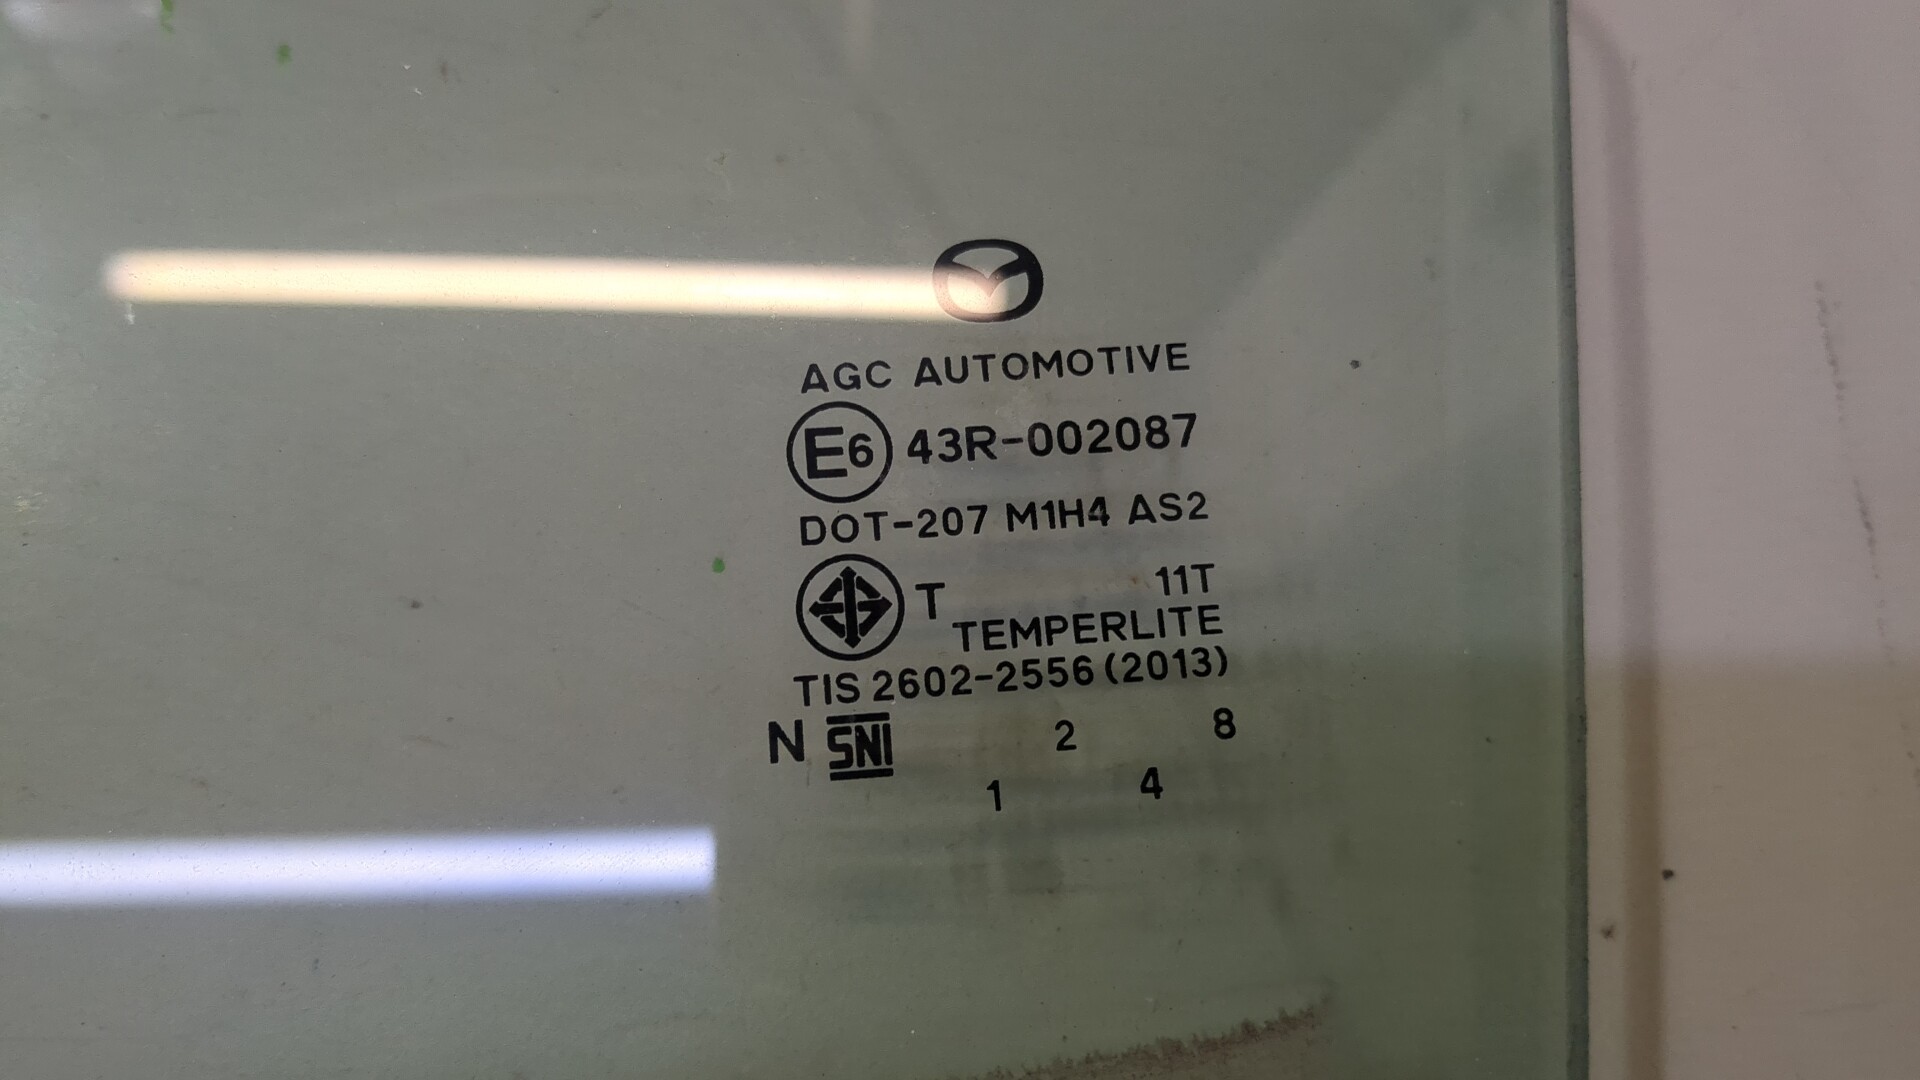 AGC AUTOMOTIVE
E6 43R-002087
DOT-207 M1H4 AS2
T 11T
TEMPERLITE
TIS 2602-2556 (2013)
N SNI 2 8
1 4